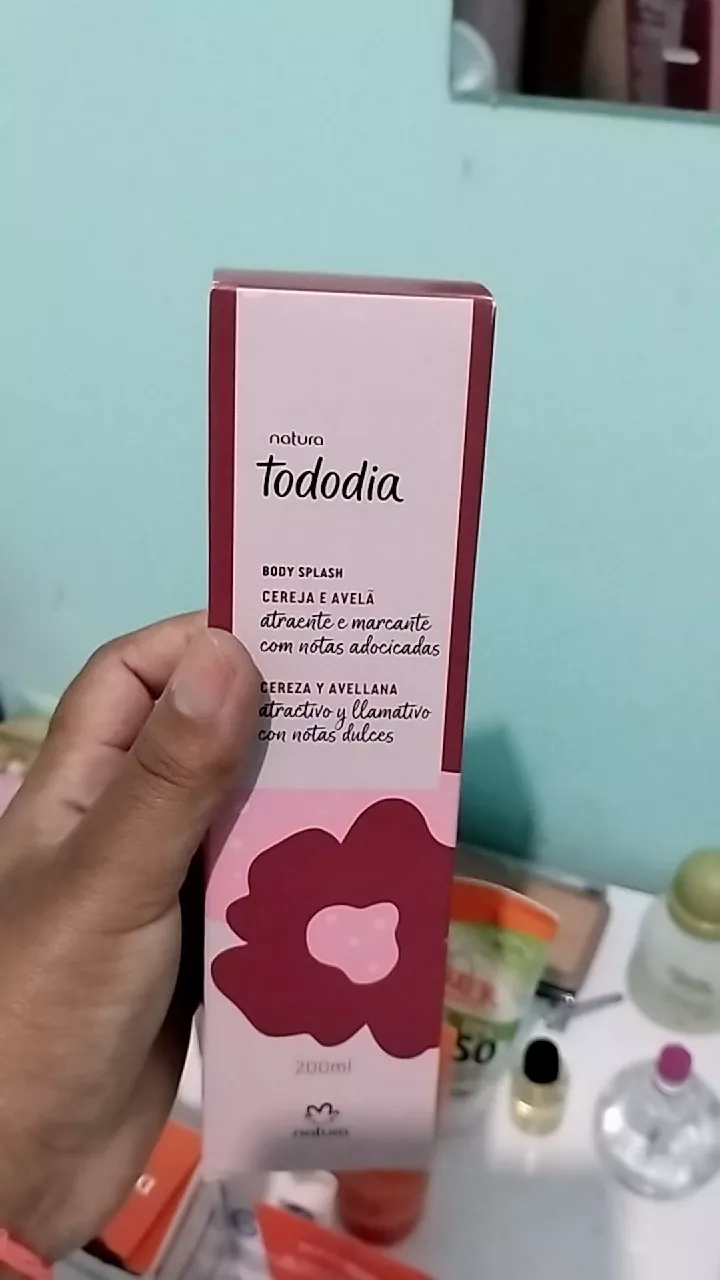 natura
tododia
BODY SPLASH
CEREJA E AVELÃ
atraente e marcante
com notas adocicadas
CEREZA Y AVELLANA
atractivo y llamativo
con notas dulces
200ml
natura
50